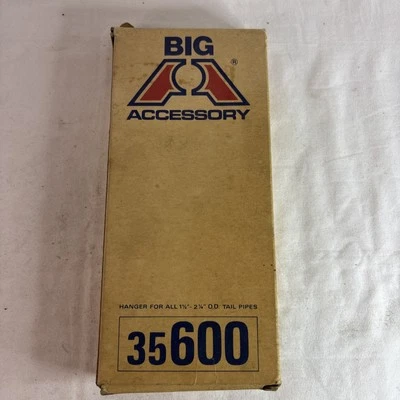 BIG
A ®
ACCESSORY
HANGER FOR ALL 1½"-2¼" O.D. TAIL PIPES
35600